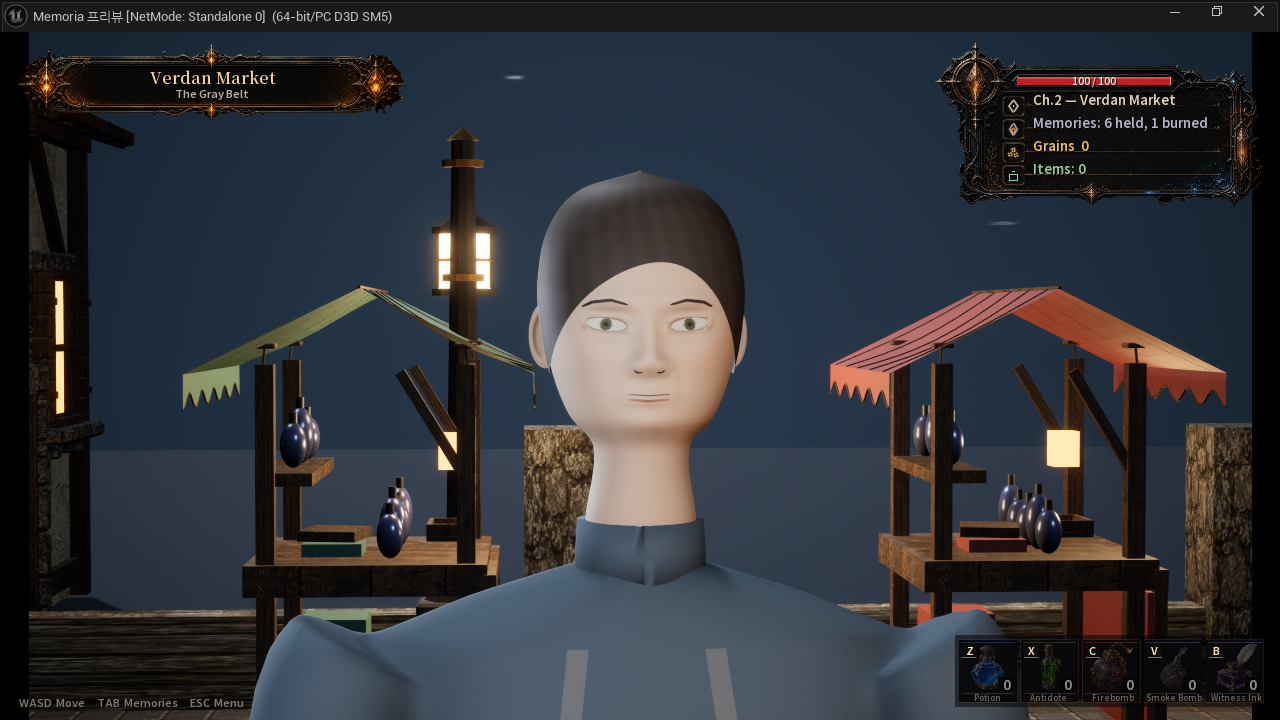 Memoria 프리뷰 [NetMode: Standalone 0] (64-bit/PC D3D SM5)
Verdan Market
The Gray Belt
100 / 100
Ch.2 — Verdan Market
Memories: 6 held, 1 burned
Grains 0
Items: 0
Z
0
Potion
X
0
Antidote
C
0
Firebomb
V
0
Smoke Bomb
B
0
Witness Ink
WASD Move TAB Memories ESC Menu